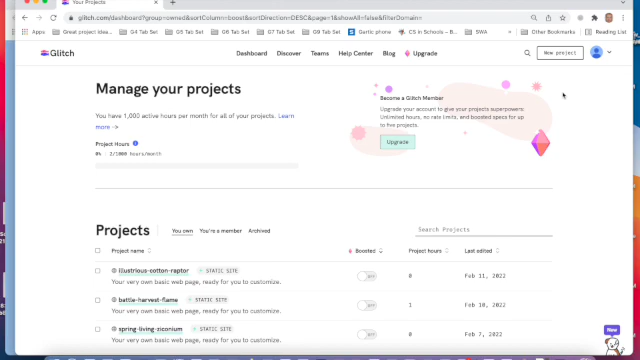 Your Projects
glitch.com/dashboard?group=owned&sortColumn=boost&sortDirection=DESC&page=1&showAll=false&filterDomain=
Apps
Great project idea...
G4 Tab Set
G5 Tab Set
G6 Tab Set
G7 Tab Set
G9 Tab Set
Garlic phone
CS in Schools – B...
SWA
»
Other Bookmarks
Reading List
Glitch
Dashboard
Discover
Teams
Help Center
Blog
Upgrade
New project
Manage your projects
You have 1,000 active hours per month for all of your projects. Learn
more ->
Project Hours
0% 2/1000 hours/month
Become a Glitch Member
Upgrade your account to give your projects superpowers:
Unlimited hours, no rate limits, and boosted specs for up
to five projects.
Upgrade
Projects
You own
You're a member
Archived
Search Projects
Project name
Boosted
Project hours
Last edited
illustrious-cotton-raptor
STATIC SITE
OFF
0
Feb 11, 2022
Your very own basic web page, ready for you to customize.
battle-harvest-flame
STATIC SITE
OFF
1
Feb 10, 2022
Your very own basic web page, ready for you to customize.
spring-living-zirconium
STATIC SITE
OFF
0
Feb 7, 2022
Your very own basic web page, ready for you to customize.
New